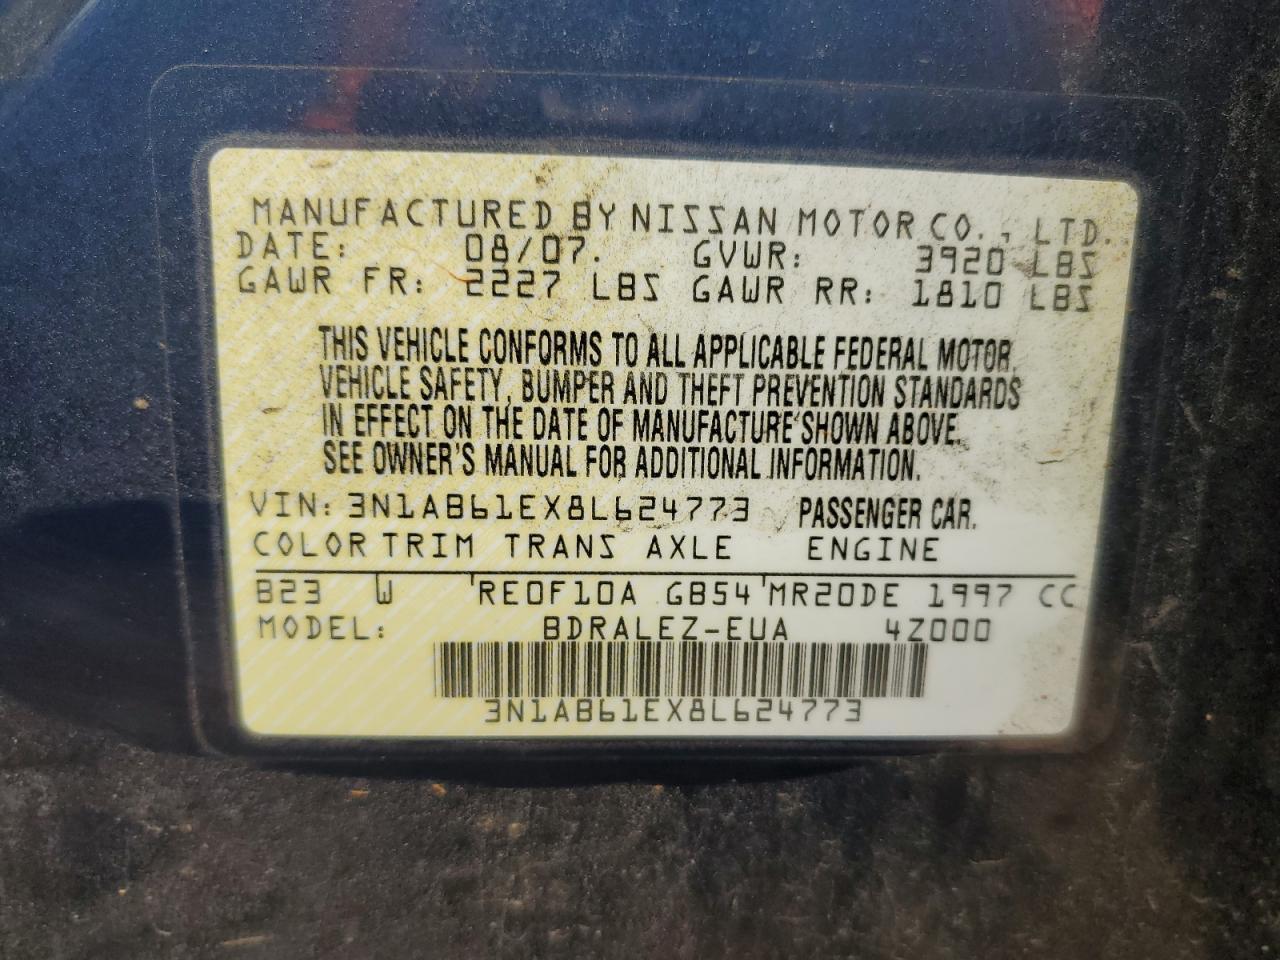 MANUFACTURED BY NISSAN MOTOR CO., LTD.
DATE: 08/07. GVWR: 3920 LBS
GAWR FR: 2227 LBS GAWR RR: 1810 LBS
THIS VEHICLE CONFORMS TO ALL APPLICABLE FEDERAL MOTOR
VEHICLE SAFETY, BUMPER AND THEFT PREVENTION STANDARDS
IN EFFECT ON THE DATE OF MANUFACTURE SHOWN ABOVE.
SEE OWNER'S MANUAL FOR ADDITIONAL INFORMATION.
VIN: 3N1AB61EX8L624773 PASSENGER CAR.
COLOR TRIM TRANS AXLE ENGINE
B23 W RE0F10A GB54 MR20DE 1997 CC
MODEL: BDRALEZ-EUA 4Z000
3N1AB61EX8L624773